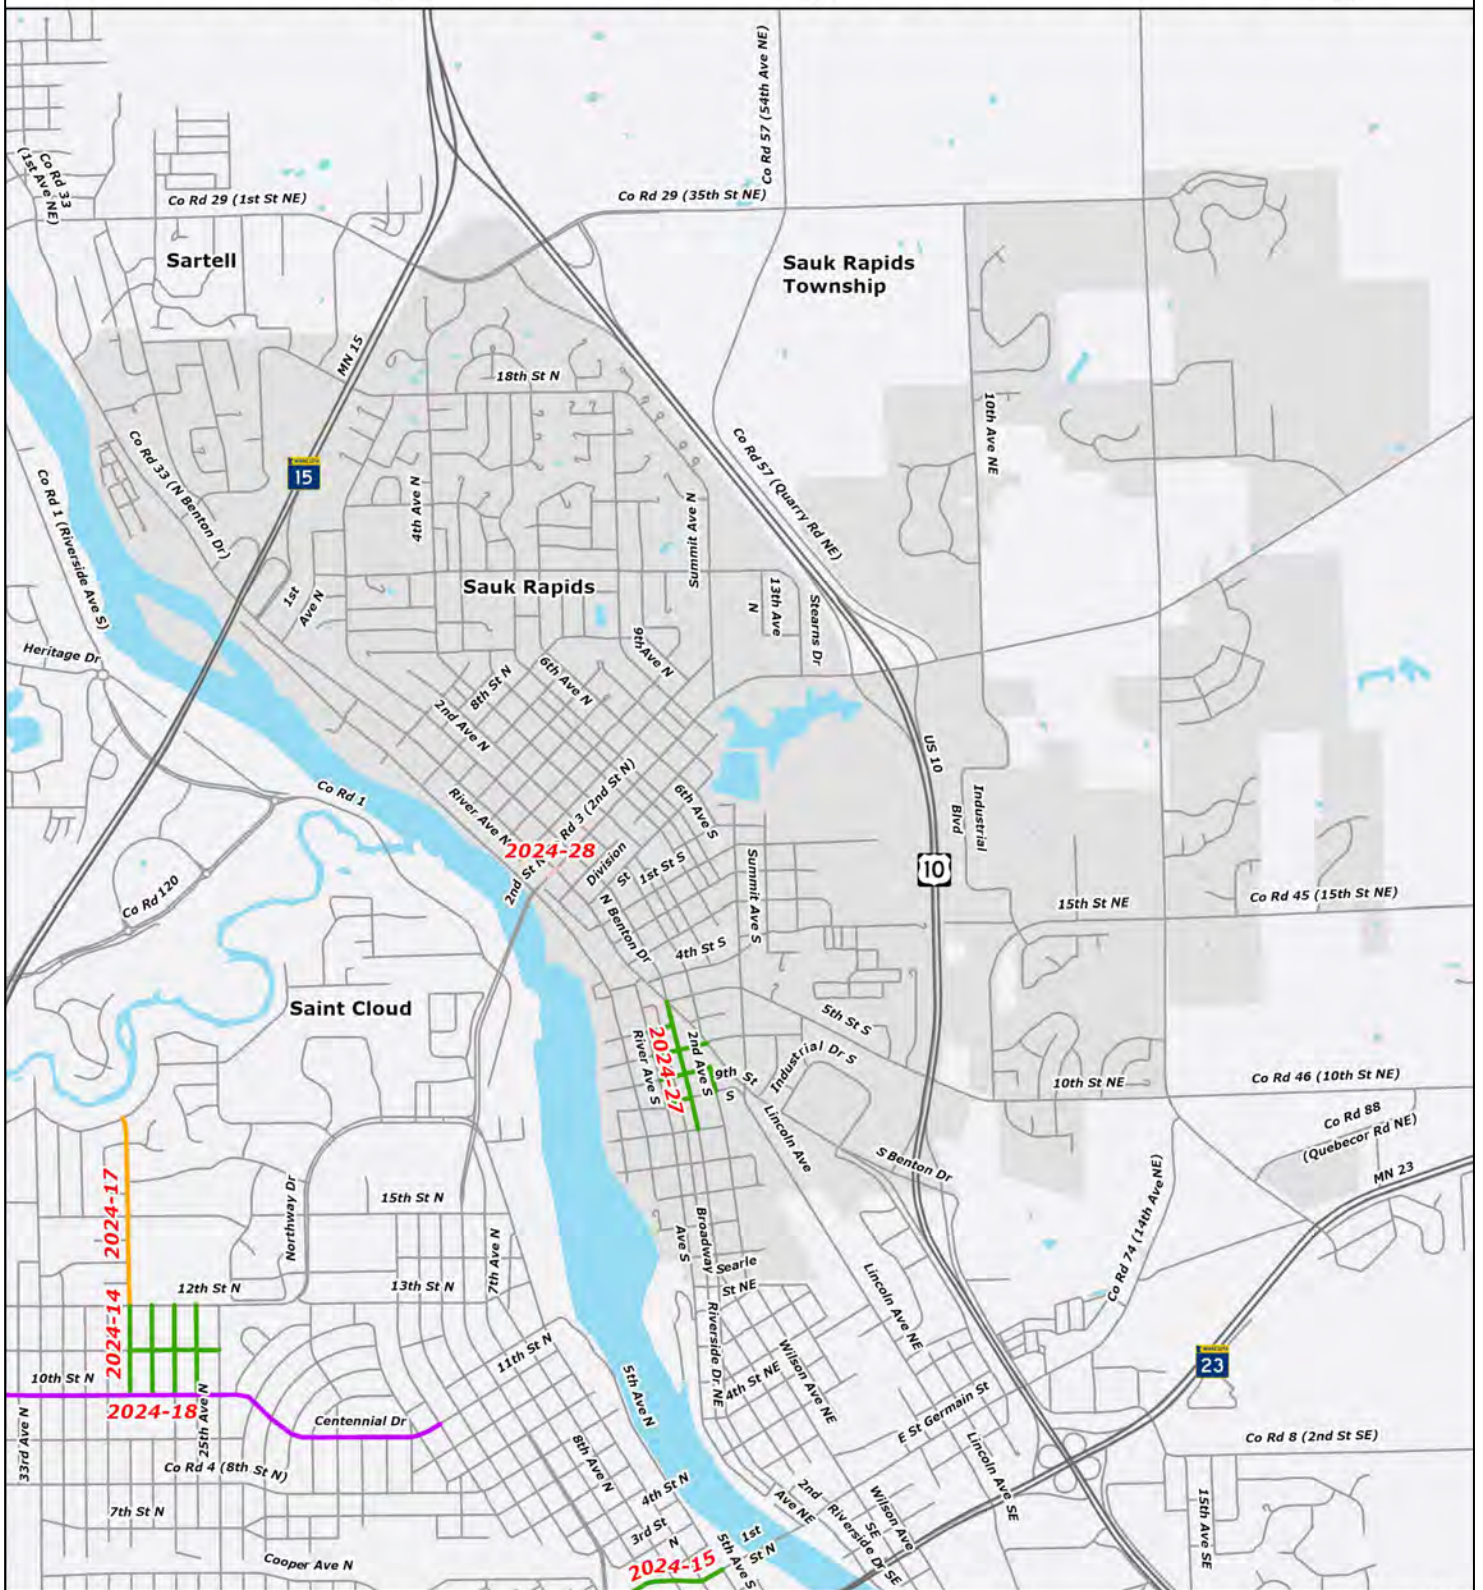 Co Rd 57 (54th Ave NE)
Co Rd 33
(1st Ave NE)
Co Rd 29 (1st St NE)
Co Rd 29 (35th St NE)
Sartell
Sauk Rapids
Township
MN 15
18th St N
10th Ave NE
Co Rd 33 (N Benton Dr)
MINNESOTA
15
4th Ave N
Co Rd 57 (Quarry Rd NE)
Co Rd 1 (Riverside Ave S)
Summit Ave N
Sauk Rapids
1st
Ave N
13th Ave
N
Stearns Dr
Heritage Dr
9th Ave N
6th Ave N
8th St N
2nd Ave N
US 10
Co Rd 1
River Ave N
Rd 3 (2nd St N)
6th Ave S
Industrial
Blvd
2024-28
2nd St N
Division
St
1st St S
Summit Ave S
10
Co Rd 120
N Benton Dr
15th St NE
Co Rd 45 (15th St NE)
4th St S
Saint Cloud
5th St S
2024-27
River Ave S
2nd Ave S
Industrial Dr S
9th St
S
10th St NE
Co Rd 46 (10th St NE)
Lincoln Ave
Co Rd 88
(Quebecor Rd NE)
S Benton Dr
MN 23
2024-17
15th St N
Northway Dr
7th Ave N
Broadway
Ave S
Co Rd 74 (14th Ave NE)
Searle
St NE
12th St N
13th St N
Lincoln Ave NE
2024-14
Riverside Dr NE
Wilson Ave NE
11th St N
MINNESOTA
23
10th St N
5th Ave N
4th St NE
2024-18
Centennial Dr
E St Germain St
33rd Ave N
25th Ave N
Co Rd 8 (2nd St SE)
Co Rd 4 (8th St N)
8th Ave N
Lincoln Ave SE
4th St N
7th St N
2nd
Ave NE
Riverside Dr SE
Wilson Ave
SE
15th Ave SE
3rd St
N
1st
St N
5th Ave S
Cooper Ave N
2024-15